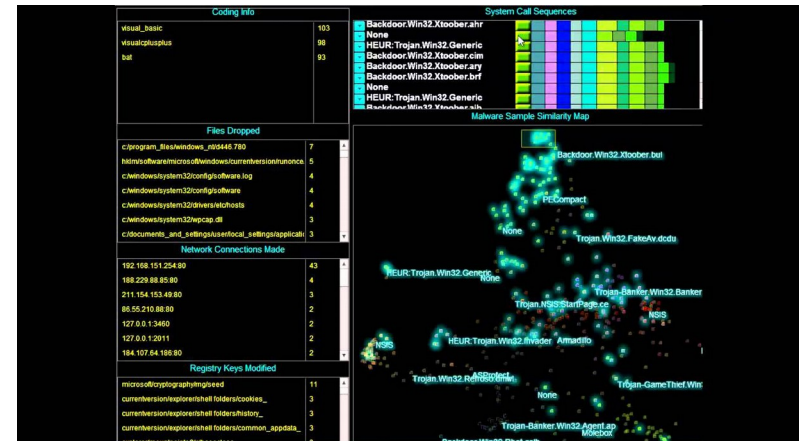 Coding Info
visual_basic 103
visualcplusplus 98
bat 93
Files Dropped
c:/program_files/windows_nt/d446.780 7
hklm/software/microsoft/windows/currentversion/runonce. 5
c:/windows/system32/config/software.log 4
c:/windows/system32/config/software 4
c:/windows/system32/drivers/etc/hosts 4
c:/windows/system32/wpcap.dll 3
c:/documents_and_settings/user/local_settings/applicatio 3
Network Connections Made
192.168.151.254:80 43
188.229.88.85:80 4
211.154.153.49:80 3
86.55.210.88:80 2
127.0.0.1:3460 2
127.0.0.1:2011 2
184.107.64.186:80 2
Registry Keys Modified
microsoft/cryptography/rng/seed 11
currentversion/explorer/shell folders/cookies_ 3
currentversion/explorer/shell folders/history_ 3
currentversion/explorer/shell folders/common_appdata_ 3
System Call Sequences
Backdoor.Win32.Xtoober.ahr
None
HEUR:Trojan.Win32.Generic
Backdoor.Win32.Xtoober.cim
Backdoor.Win32.Xtoober.ary
Backdoor.Win32.Xtoober.brf
None
HEUR:Trojan.Win32.Generic
Backdoor.Win32.Xtoober.aih
Malware Sample Similarity Map
Backdoor.Win32.Xtoober.but
PECompact
None
Trojan.Win32.FakeAv.dcdu
HEUR:Trojan.Win32.Generic
None
Trojan-Banker.Win32.Banker
Trojan.NSIS.StartPage.ce
NSIS
HEUR:Trojan.Win32.Invader
Armadillo
NSIS
ASProtect
Trojan-GameThief.Win
None
Trojan-Banker.Win32.Agent.ap
Molebox